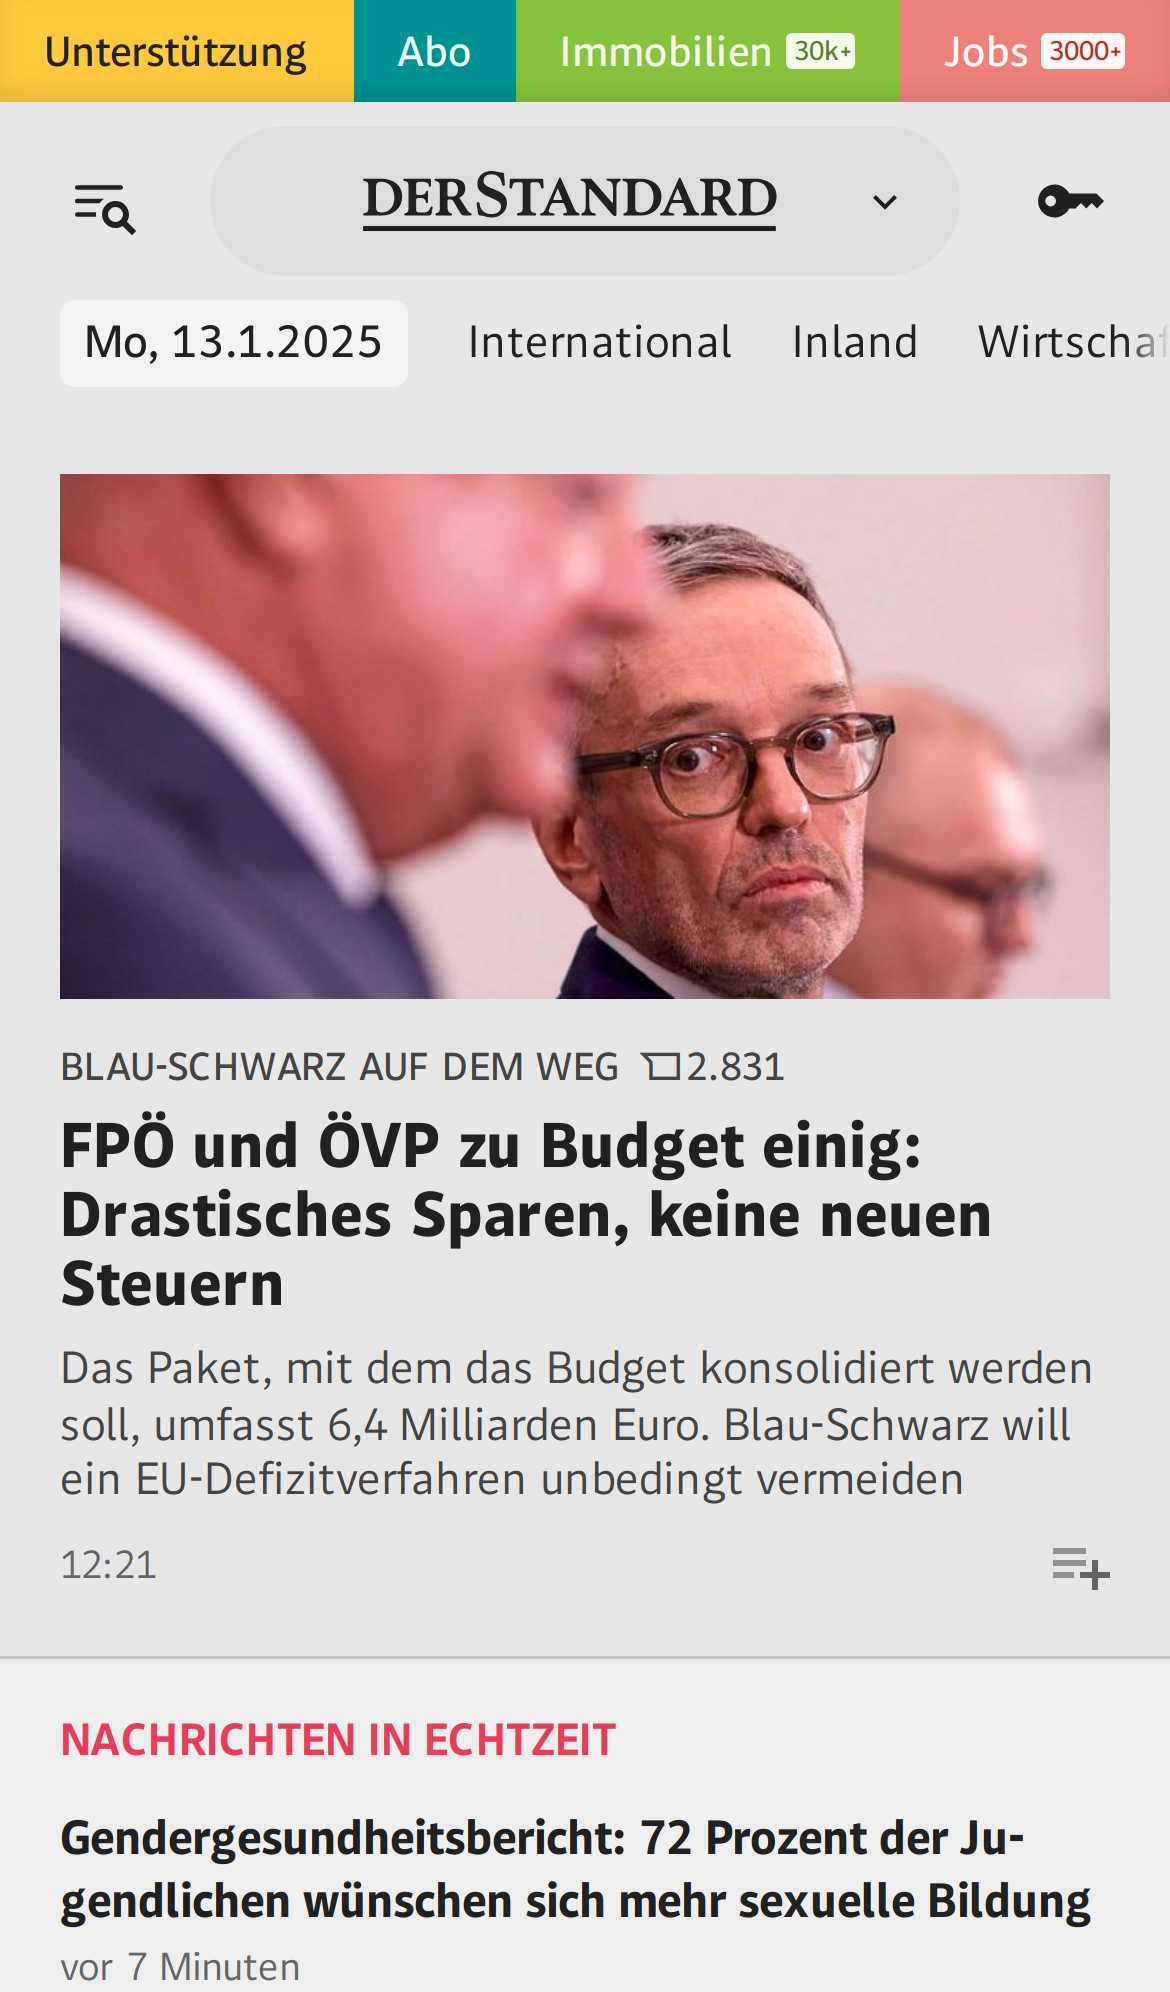 Unterstützung Abo Immobilien 30k+ Jobs 3000+
DERSTANDARD
Mo, 13.1.2025 International Inland Wirtschaf
BLAU-SCHWARZ AUF DEM WEG 2.831
FPÖ und ÖVP zu Budget einig:
Drastisches Sparen, keine neuen
Steuern
Das Paket, mit dem das Budget konsolidiert werden
soll, umfasst 6,4 Milliarden Euro. Blau-Schwarz will
ein EU-Defizitverfahren unbedingt vermeiden
12:21
NACHRICHTEN IN ECHTZEIT
Gendergesundheitsbericht: 72 Prozent der Ju-
gendlichen wünschen sich mehr sexuelle Bildung
vor 7 Minuten